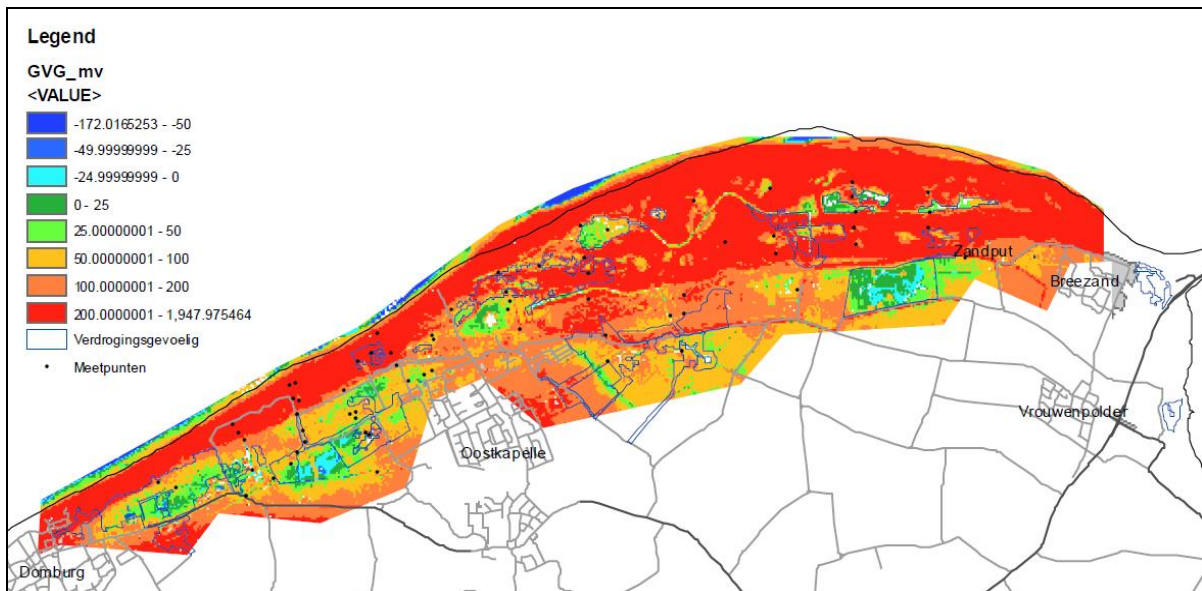 Legend
GVG_mv
<VALUE>
-172.0165253 - -50
-49.99999999 - -25
-24.99999999 - 0
0 - 25
25.00000001 - 50
50.00000001 - 100
100.0000001 - 200
200.0000001 - 1,947.975464
Verdrogingsgevoelig
Meetpunten
Zandput
Breezand
Vrouwenpolder
Oostkapelle
Domburg